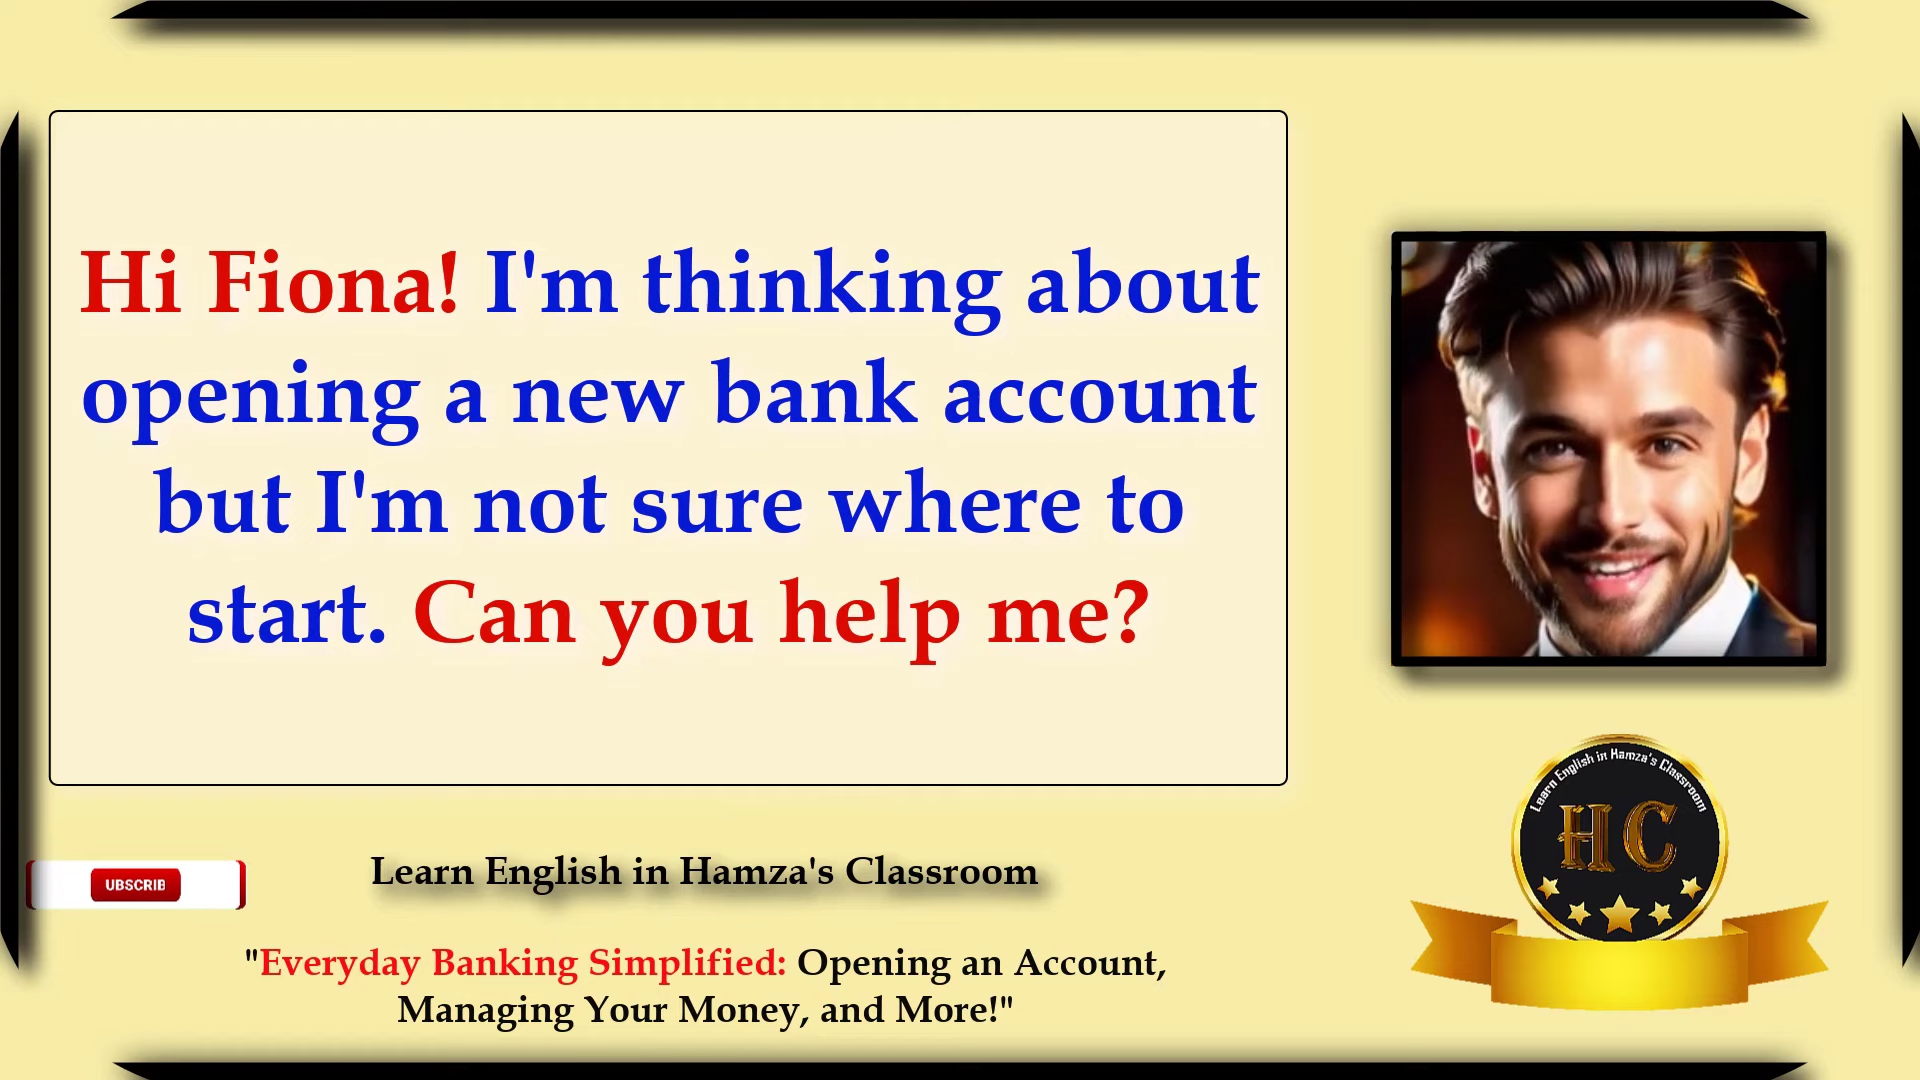 Hi Fiona! I'm thinking about
opening a new bank account
but I'm not sure where to
start. Can you help me?
Learn English in Hamza's Classroom
HC
UBSCRIB
Learn English in Hamza's Classroom
"Everyday Banking Simplified: Opening an Account,
Managing Your Money, and More!"